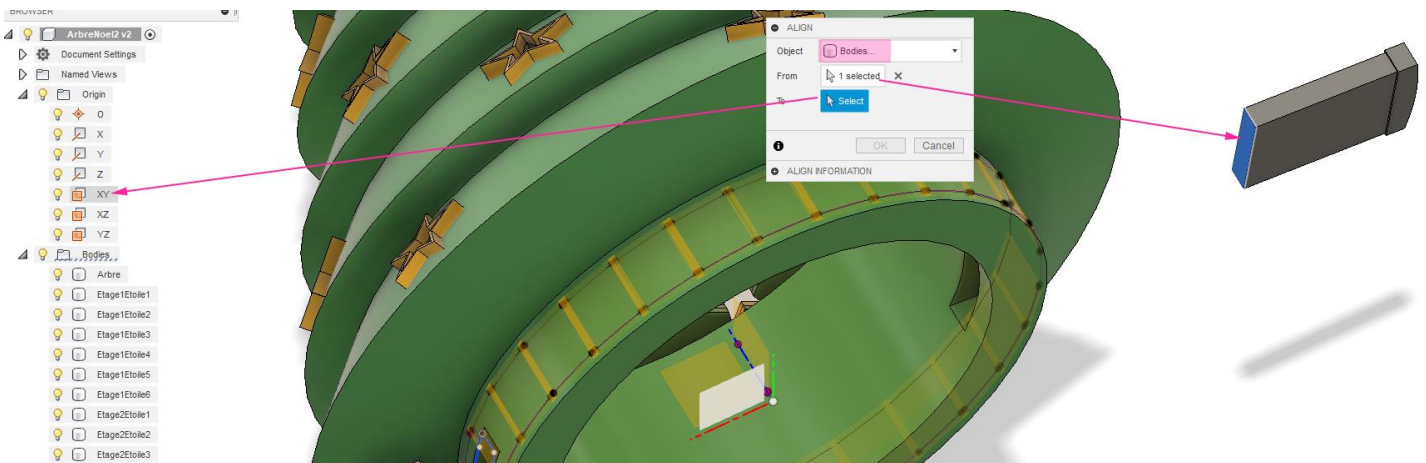 BROWSER
ArbreNoel2 v2
Document Settings
Named Views
Origin
O
X
Y
Z
XY
XZ
YZ
Bodies
Arbre
Etage1Etoile1
Etage1Etoile2
Etage1Etoile3
Etage1Etoile4
Etage1Etoile5
Etage1Etoile6
Etage2Etoile1
Etage2Etoile2
Etage2Etoile3
ALIGN
Object Bodies...
From 1 selected
To Select
OK Cancel
ALIGN INFORMATION